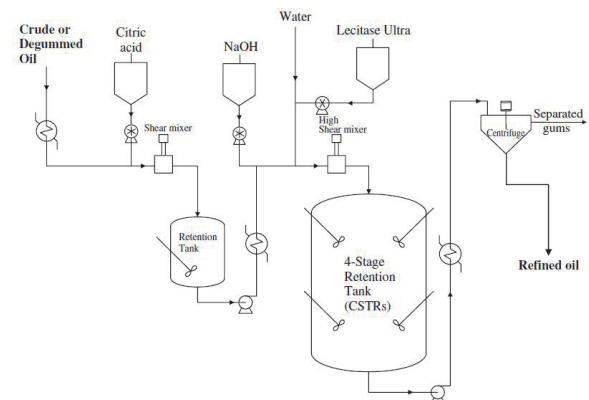 Crude or
Degummed
Oil
Citric
acid
NaOH
Water
Lecitase Ultra
Shear mixer
High
Shear mixer
Retention
Tank
4-Stage
Retention
Tank
(CSTRs)
Centrifuge
Separated
gums
Refined oil